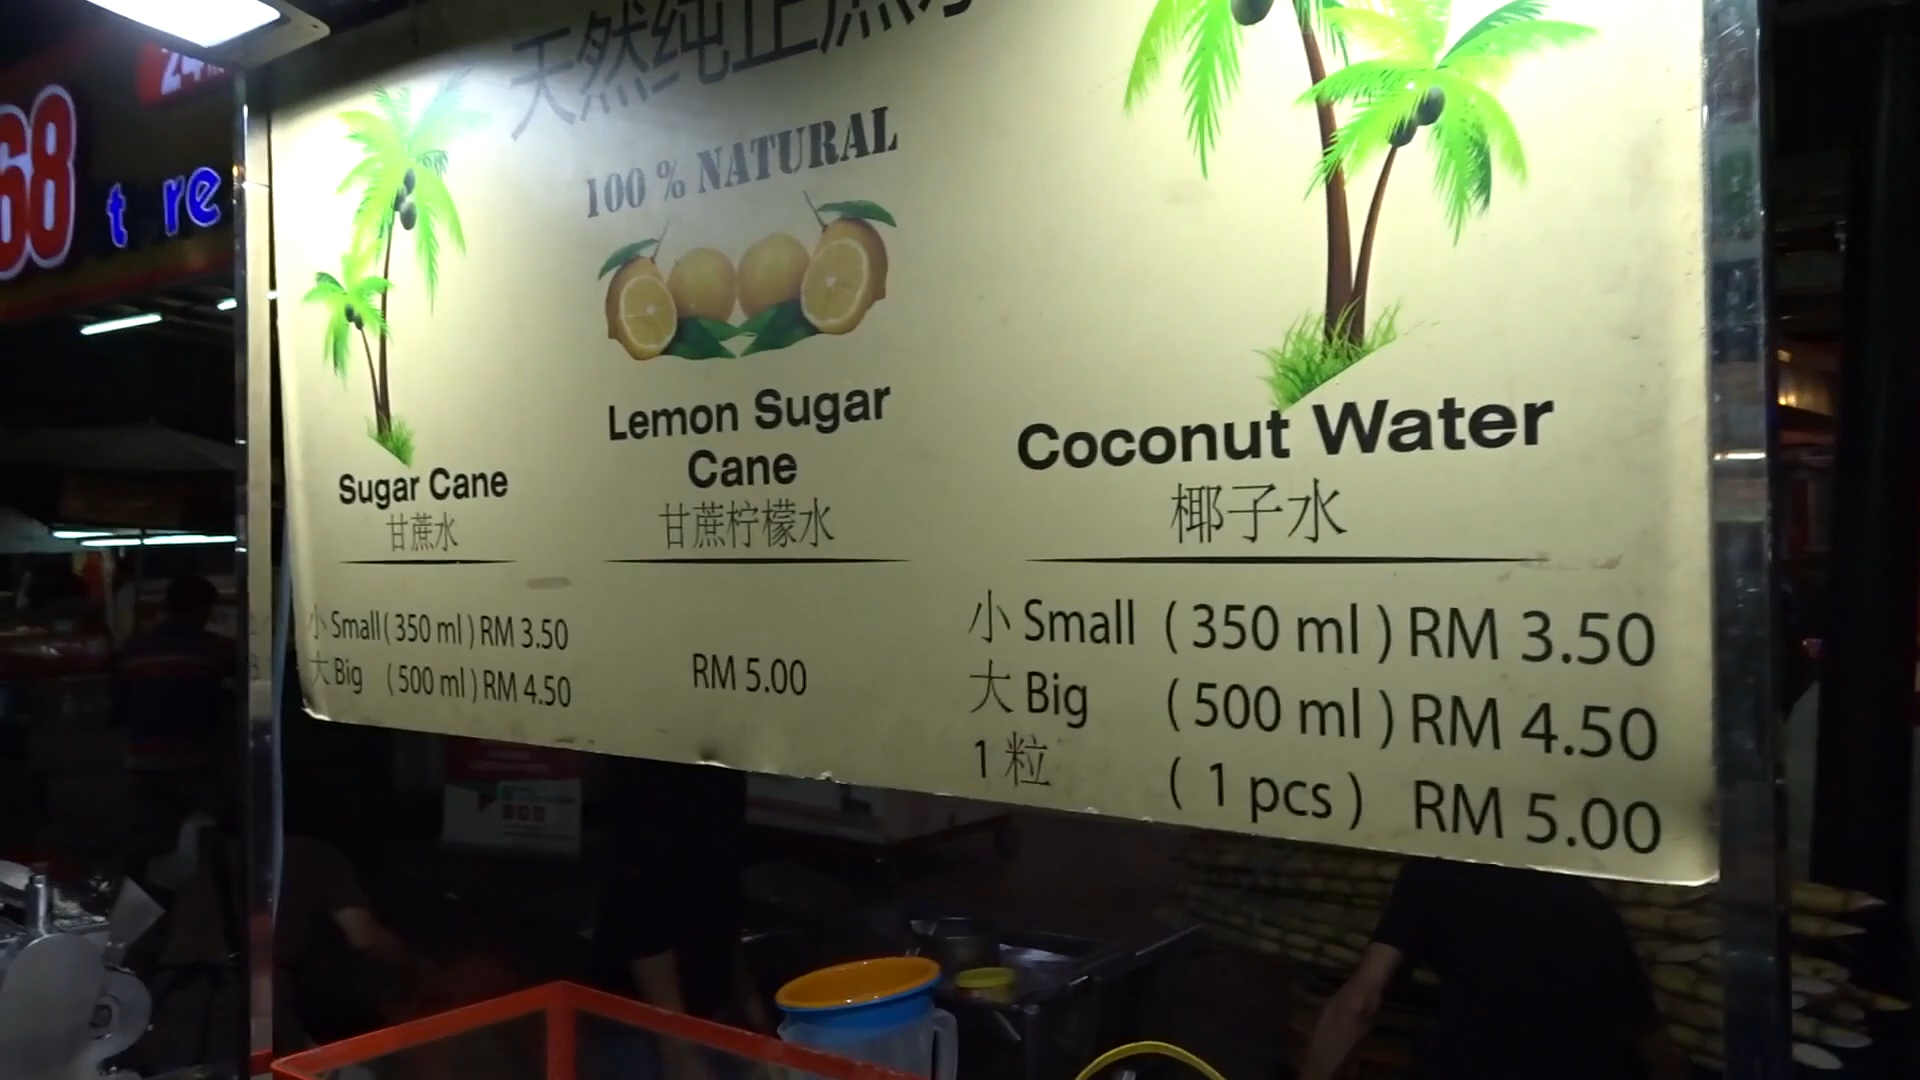 天然纯正蔗水
100 % NATURAL
Sugar Cane
甘蔗水
小 Small ( 350 ml ) RM 3.50
大 Big ( 500 ml ) RM 4.50
Lemon Sugar
Cane
甘蔗柠檬水
RM 5.00
Coconut Water
椰子水
小 Small ( 350 ml ) RM 3.50
大 Big ( 500 ml ) RM 4.50
1 粒 ( 1 pcs ) RM 5.00
68
t re
24